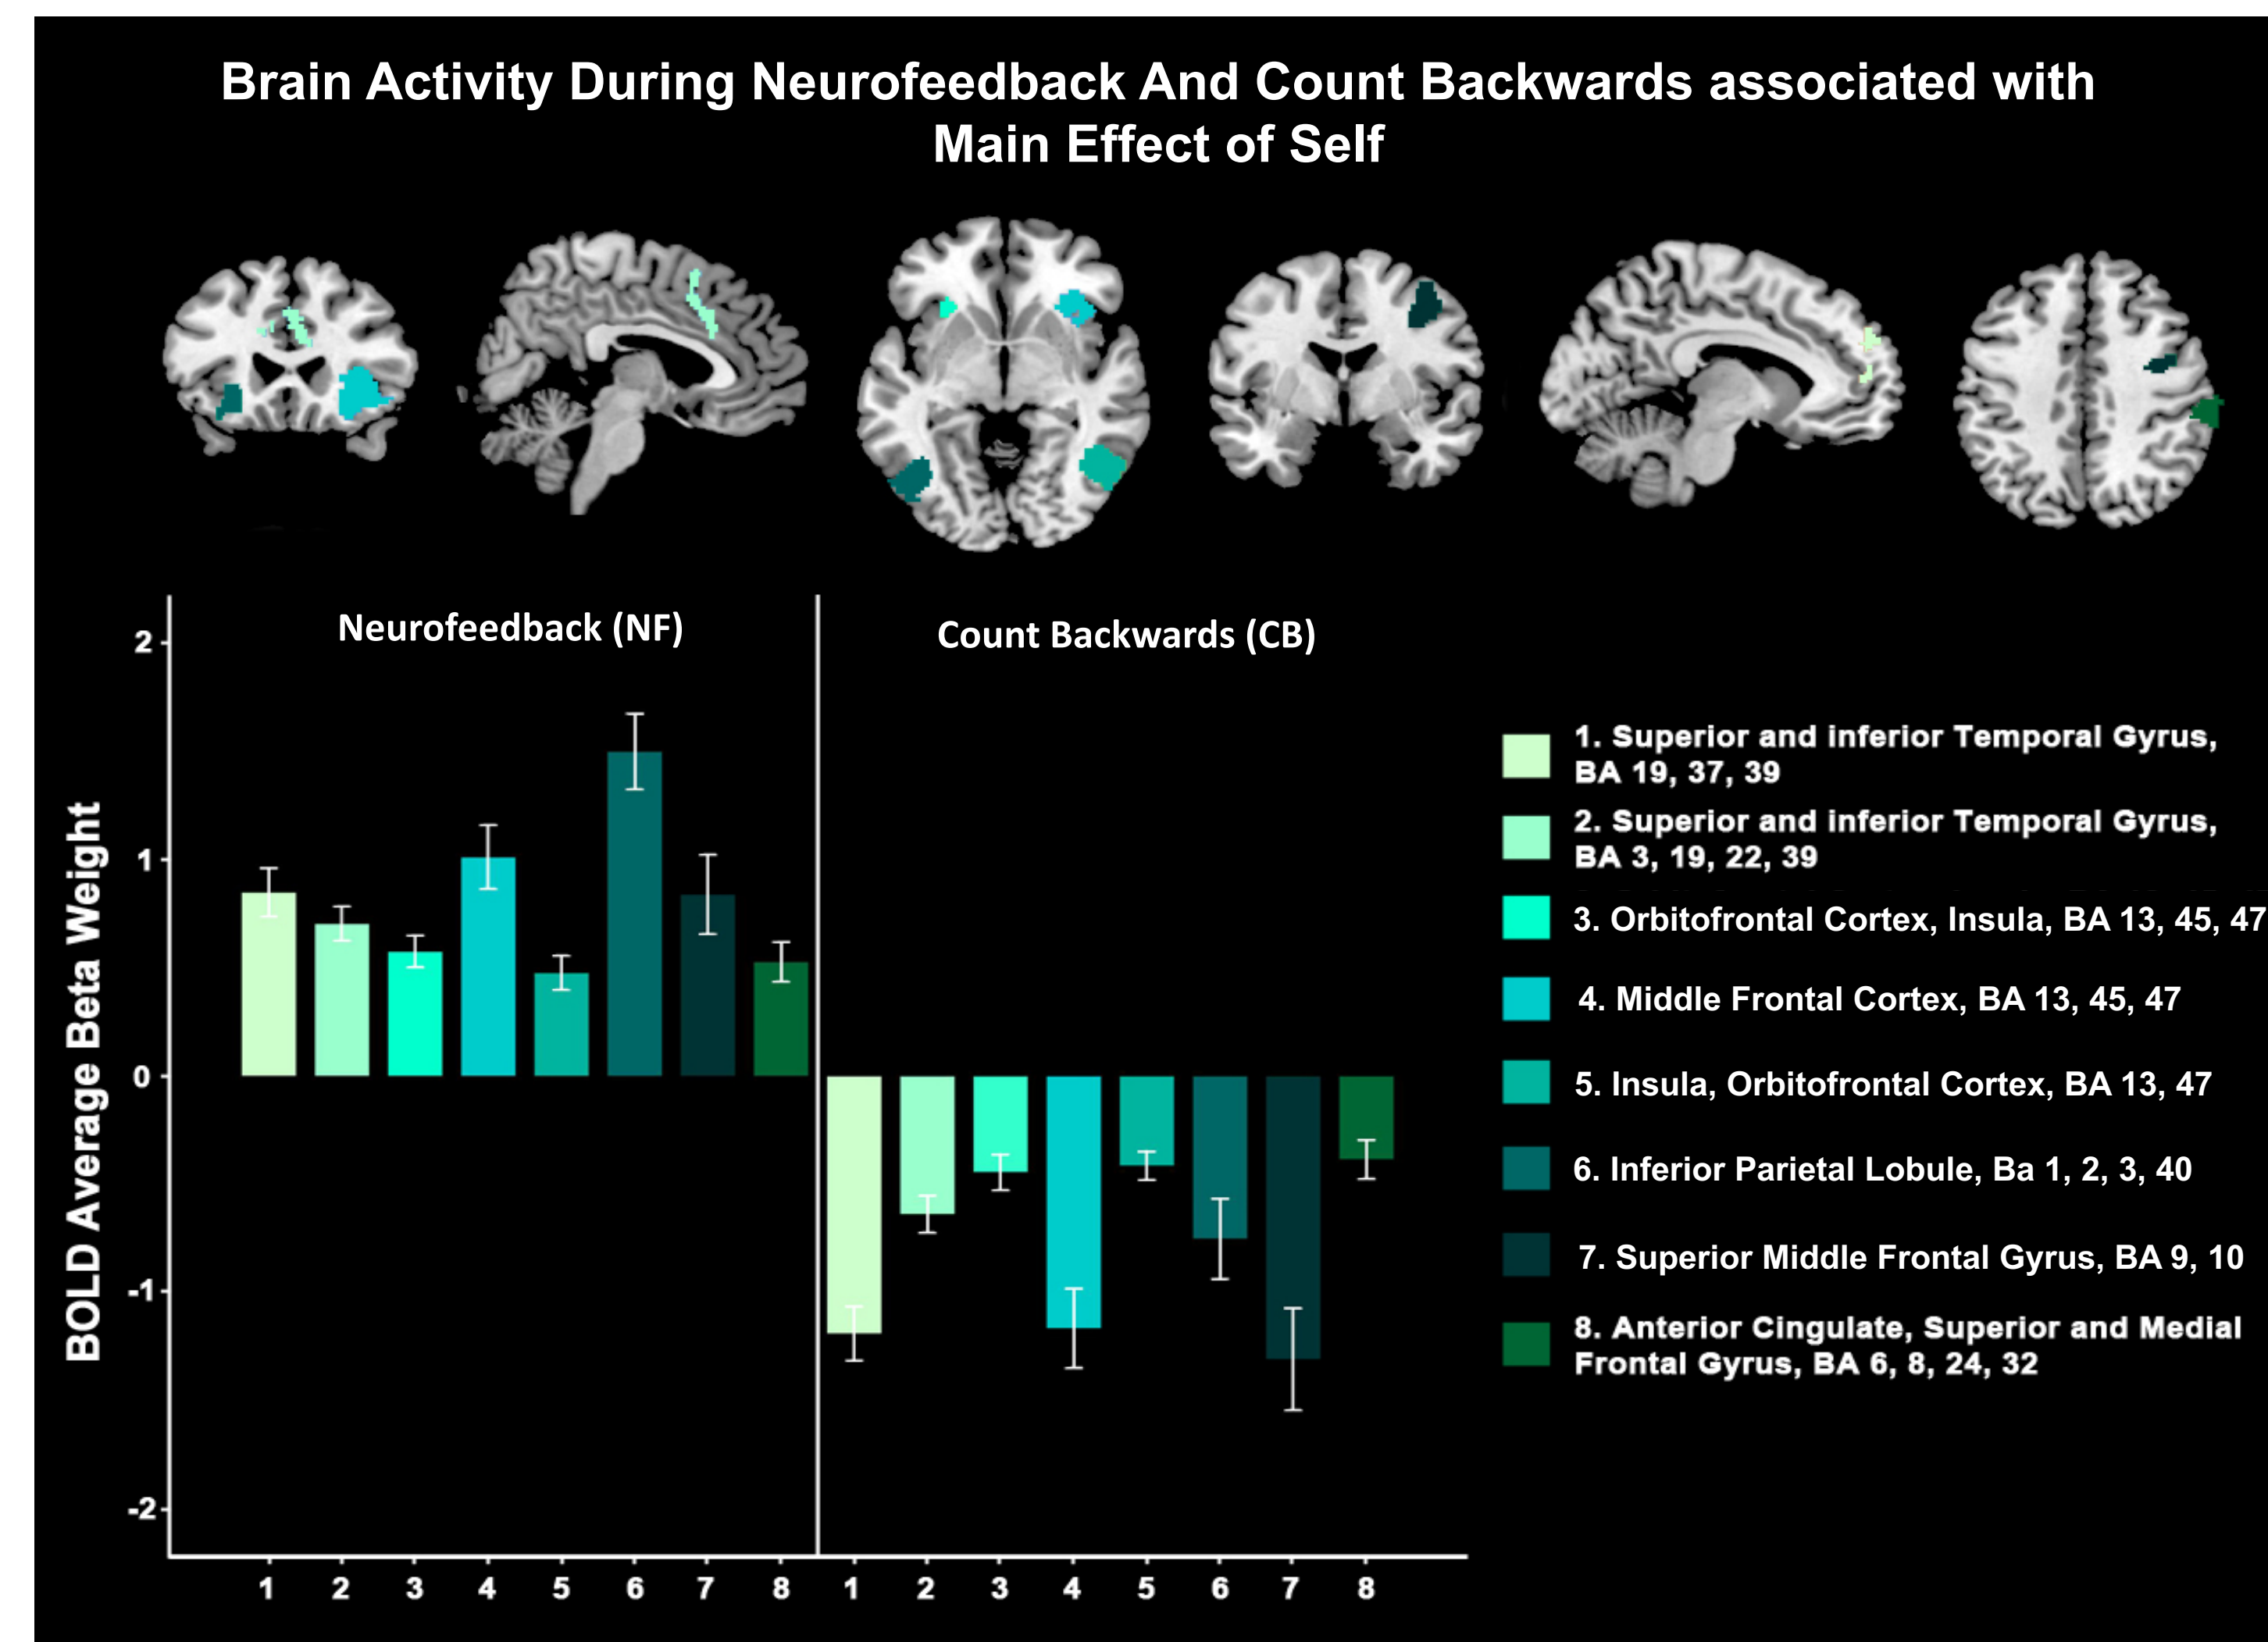 Brain Activity During Neurofeedback And Count Backwards associated with
Main Effect of Self
Neurofeedback (NF)
Count Backwards (CB)
BOLD Average Beta Weight
2
1
0
-1
-2
1 2 3 4 5 6 7 8 1 2 3 4 5 6 7 8
1. Superior and inferior Temporal Gyrus,
BA 19, 37, 39
2. Superior and inferior Temporal Gyrus,
BA 3, 19, 22, 39
3. Orbitofrontal Cortex, Insula, BA 13, 45, 47
4. Middle Frontal Cortex, BA 13, 45, 47
5. Insula, Orbitofrontal Cortex, BA 13, 47
6. Inferior Parietal Lobule, Ba 1, 2, 3, 40
7. Superior Middle Frontal Gyrus, BA 9, 10
8. Anterior Cingulate, Superior and Medial
Frontal Gyrus, BA 6, 8, 24, 32